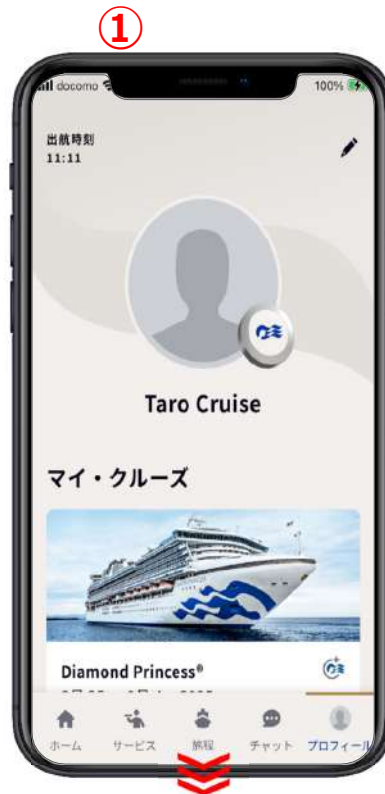 ①
docomo
100%
出航時刻
11:11
Taro Cruise
マイ・クルーズ
Diamond Princess®
ホーム サービス 旅程 チャット プロフィール